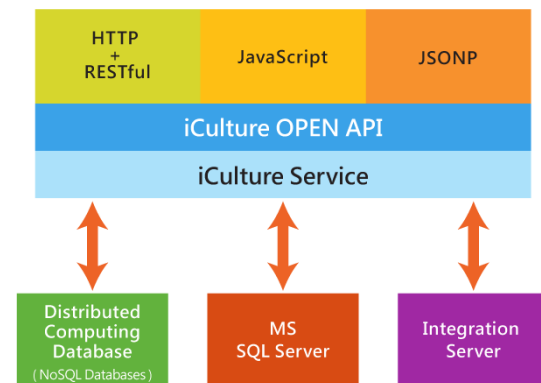 HTTP
+
RESTful
JavaScript
JSONP
iCulture OPEN API
iCulture Service
Distributed
Computing
Database
( NoSQL Databases )
MS
SQL Server
Integration
Server